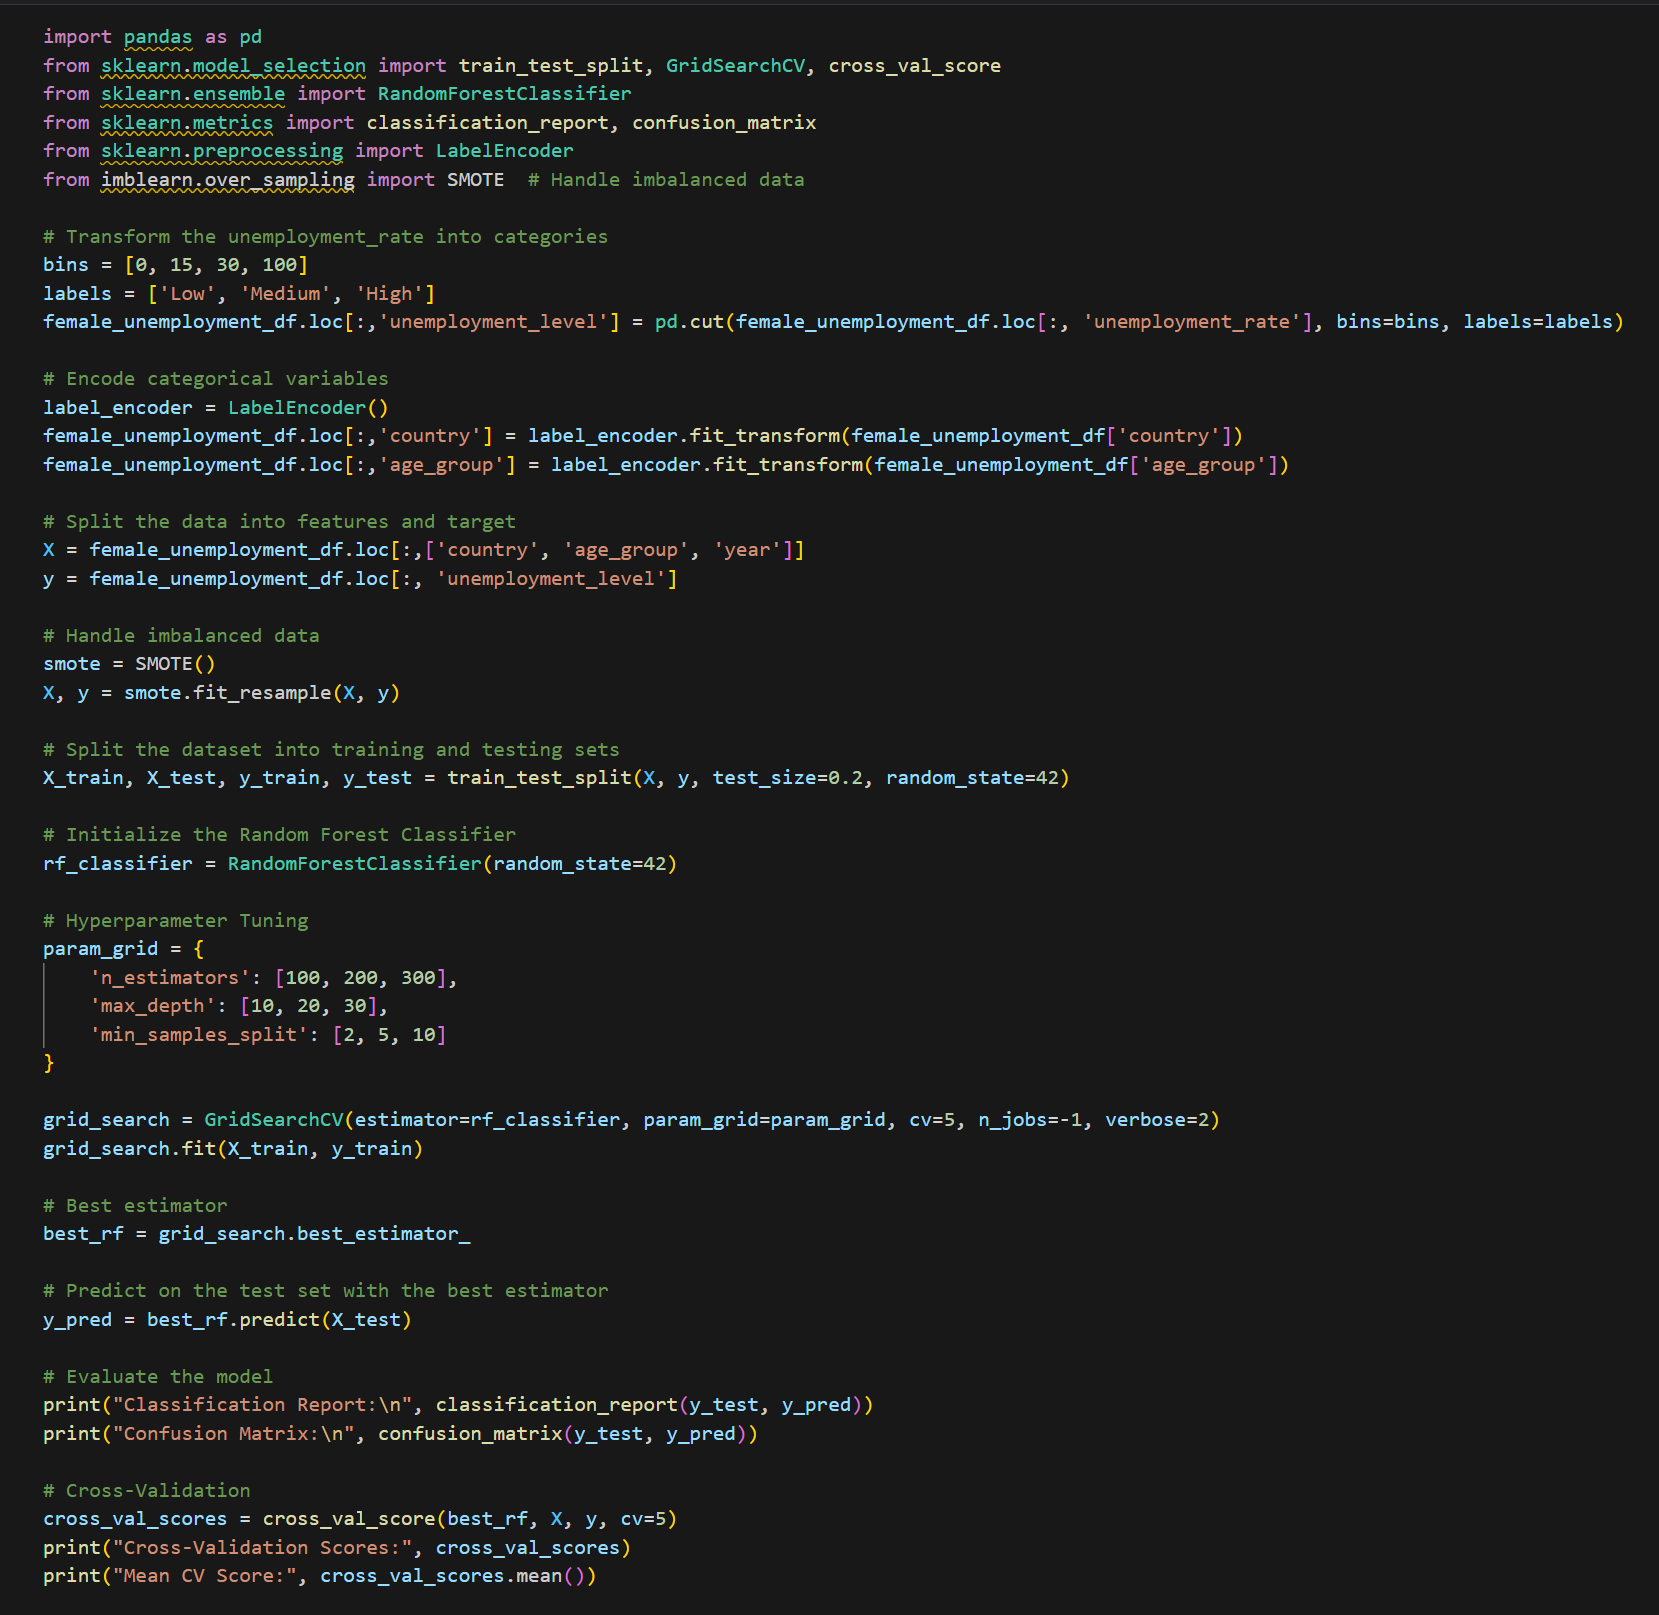 import pandas as pd
from sklearn.model_selection import train_test_split, GridSearchCV, cross_val_score
from sklearn.ensemble import RandomForestClassifier
from sklearn.metrics import classification_report, confusion_matrix
from sklearn.preprocessing import LabelEncoder
from imblearn.over_sampling import SMOTE  # Handle imbalanced data

# Transform the unemployment_rate into categories
bins = [0, 15, 30, 100]
labels = ['Low', 'Medium', 'High']
female_unemployment_df.loc[:,'unemployment_level'] = pd.cut(female_unemployment_df.loc[:, 'unemployment_rate'], bins=bins, labels=labels)

# Encode categorical variables
label_encoder = LabelEncoder()
female_unemployment_df.loc[:,'country'] = label_encoder.fit_transform(female_unemployment_df['country'])
female_unemployment_df.loc[:,'age_group'] = label_encoder.fit_transform(female_unemployment_df['age_group'])

# Split the data into features and target
X = female_unemployment_df.loc[:,['country', 'age_group', 'year']]
y = female_unemployment_df.loc[:, 'unemployment_level']

# Handle imbalanced data
smote = SMOTE()
X, y = smote.fit_resample(X, y)

# Split the dataset into training and testing sets
X_train, X_test, y_train, y_test = train_test_split(X, y, test_size=0.2, random_state=42)

# Initialize the Random Forest Classifier
rf_classifier = RandomForestClassifier(random_state=42)

# Hyperparameter Tuning
param_grid = {
    'n_estimators': [100, 200, 300],
    'max_depth': [10, 20, 30],
    'min_samples_split': [2, 5, 10]
}

grid_search = GridSearchCV(estimator=rf_classifier, param_grid=param_grid, cv=5, n_jobs=-1, verbose=2)
grid_search.fit(X_train, y_train)

# Best estimator
best_rf = grid_search.best_estimator_

# Predict on the test set with the best estimator
y_pred = best_rf.predict(X_test)

# Evaluate the model
print("Classification Report:\n", classification_report(y_test, y_pred))
print("Confusion Matrix:\n", confusion_matrix(y_test, y_pred))

# Cross-Validation
cross_val_scores = cross_val_score(best_rf, X, y, cv=5)
print("Cross-Validation Scores:", cross_val_scores)
print("Mean CV Score:", cross_val_scores.mean())